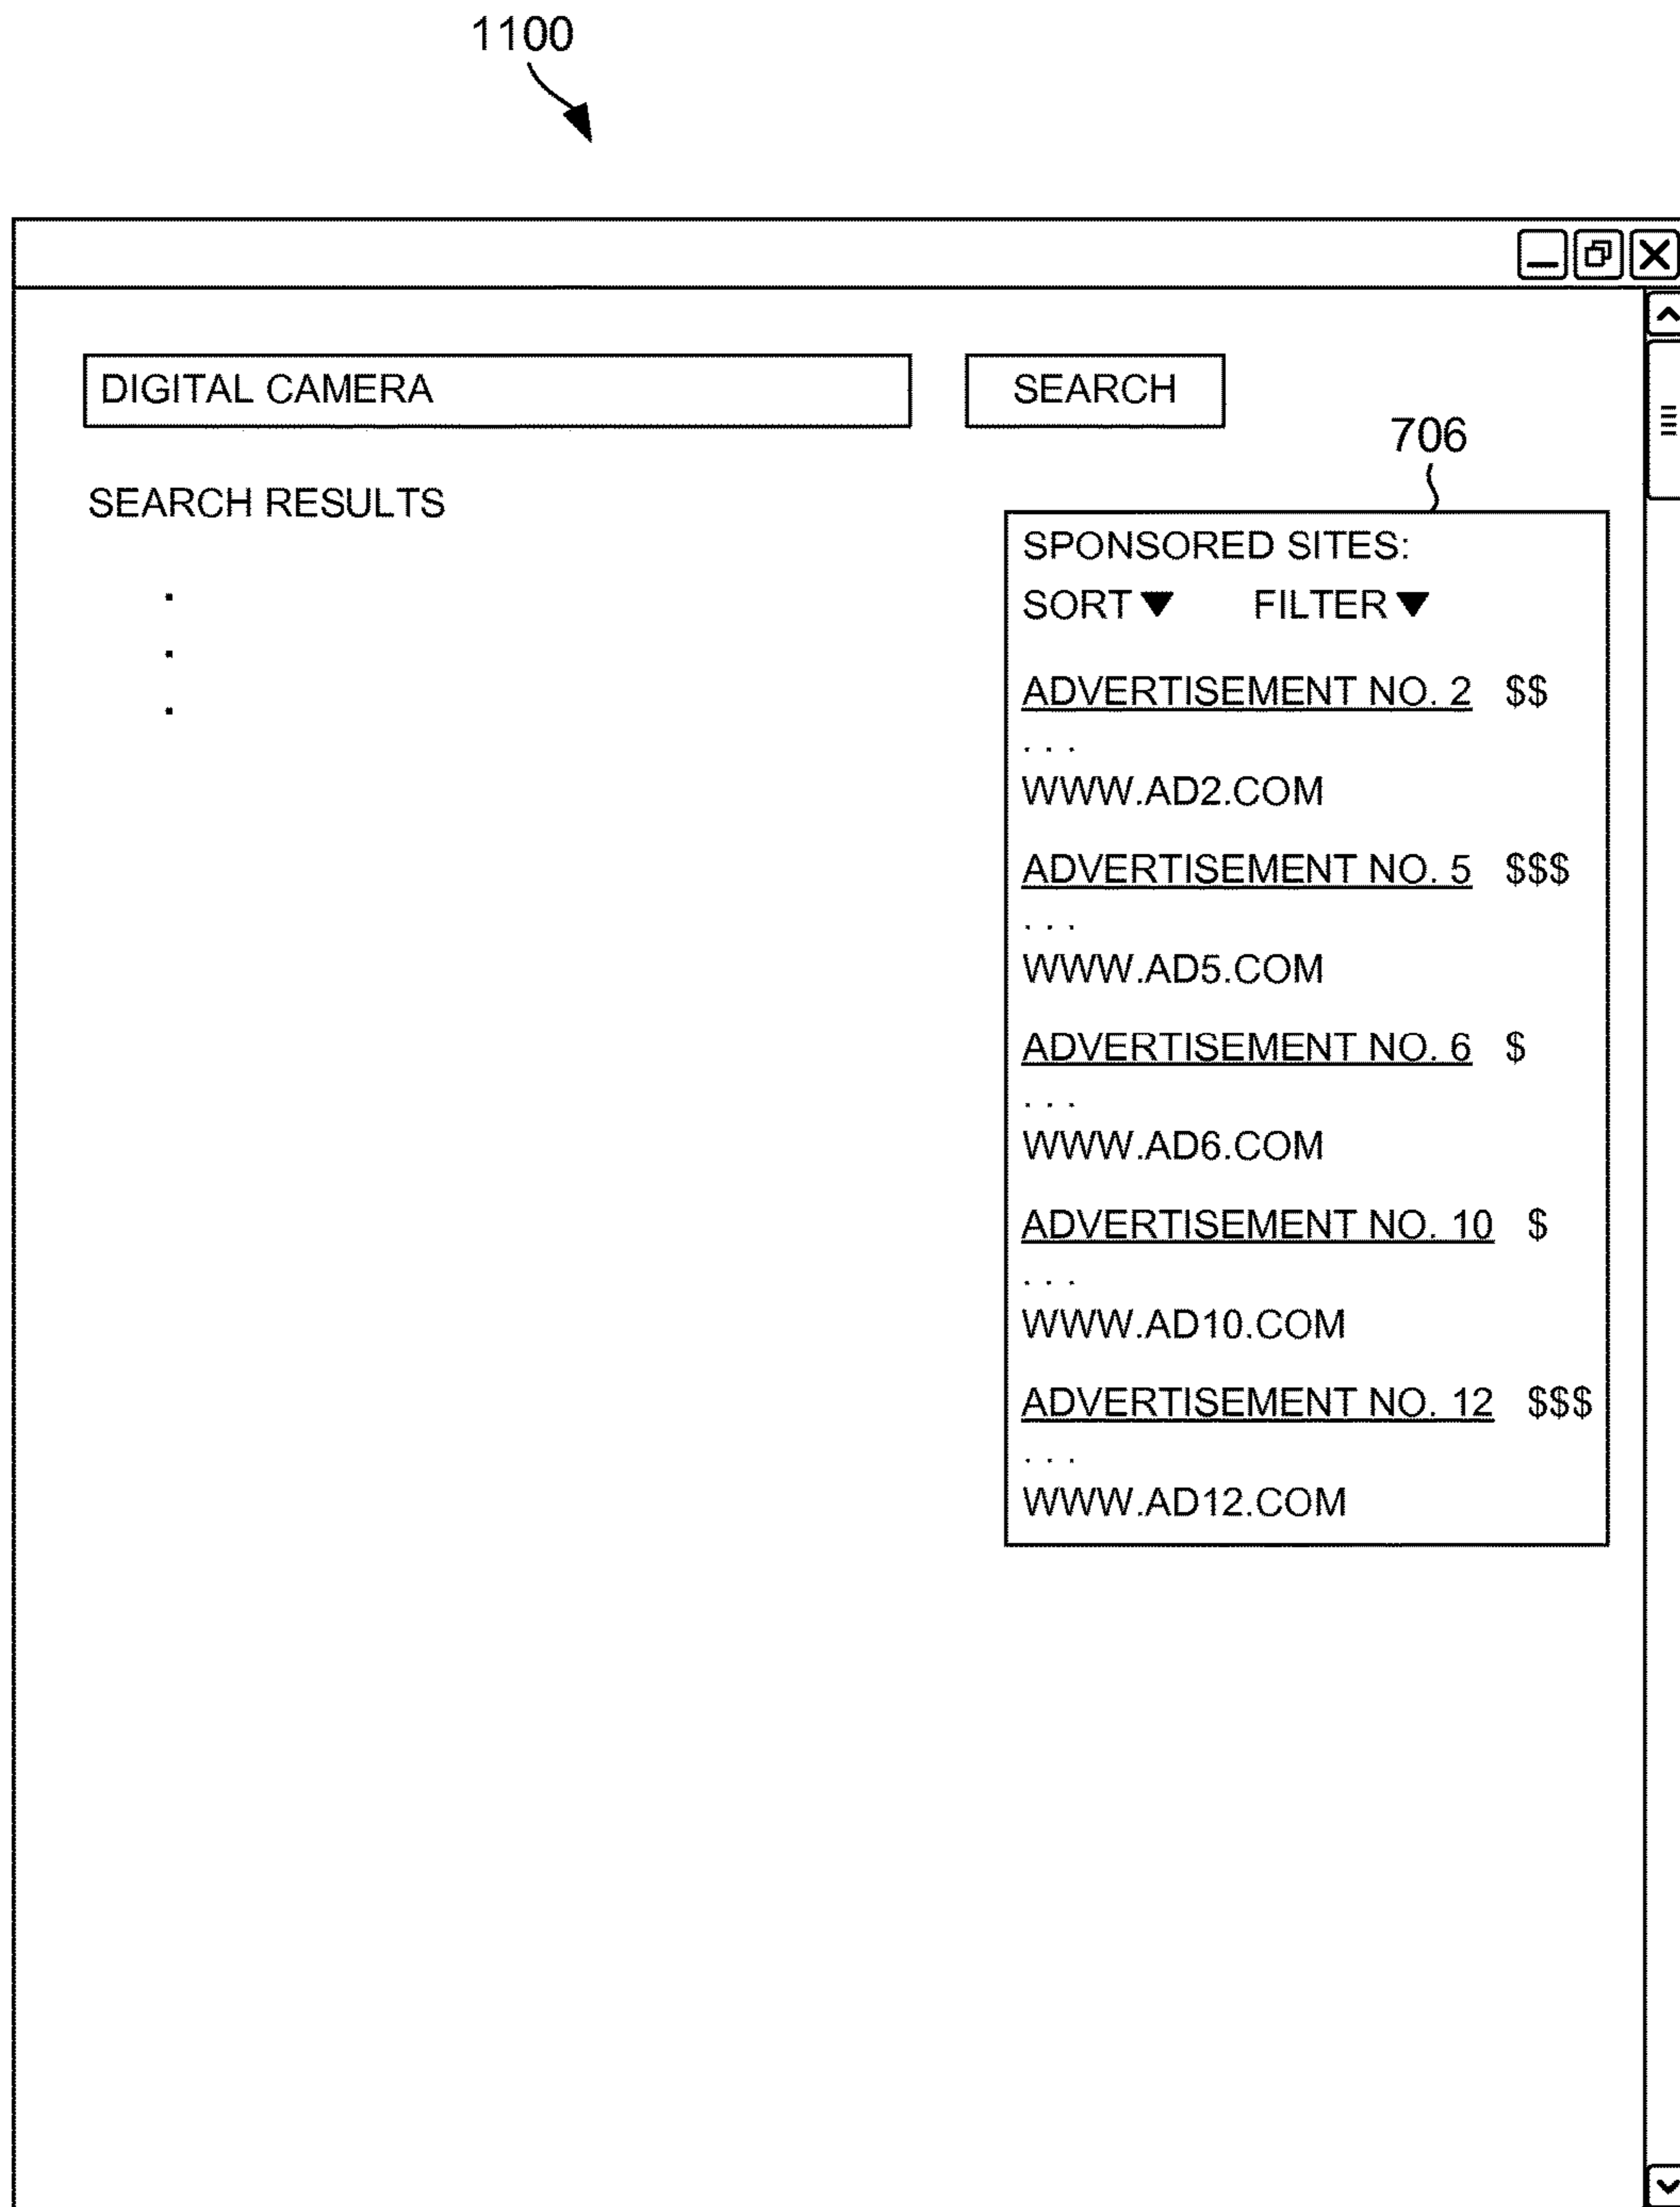 1100
DIGITAL CAMERA
SEARCH
706
SEARCH RESULTS
.
.
.
SPONSORED SITES:
SORT▼ FILTER▼
ADVERTISEMENT NO. 2 $$
. . .
WWW.AD2.COM
ADVERTISEMENT NO. 5 $$$
. . .
WWW.AD5.COM
ADVERTISEMENT NO. 6 $
. . .
WWW.AD6.COM
ADVERTISEMENT NO. 10 $
. . .
WWW.AD10.COM
ADVERTISEMENT NO. 12 $$$
. . .
WWW.AD12.COM